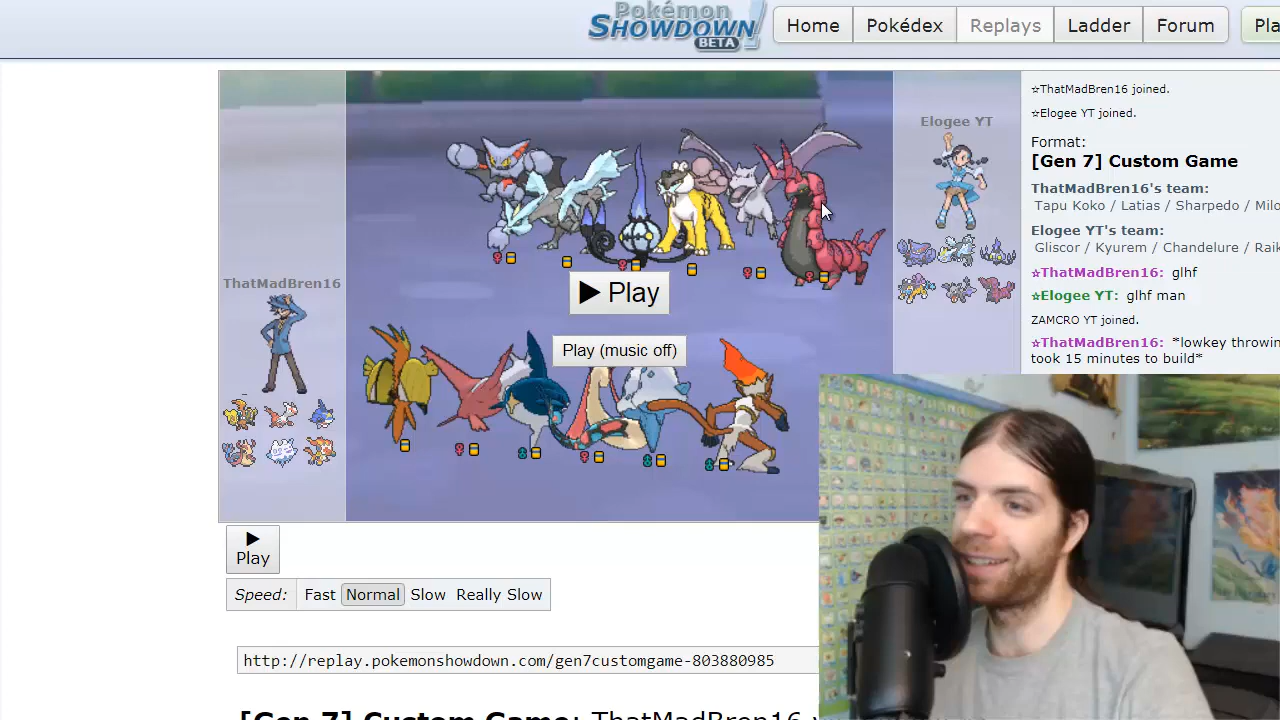 Pokémon
SHOWDOWN!
BETA
Home
Pokédex
Replays
Ladder
Forum
ThatMadBren16
Elogee YT
☆ThatMadBren16 joined.
☆Elogee YT joined.
Format:
[Gen 7] Custom Game
ThatMadBren16's team:
Tapu Koko / Latias / Sharpedo /
Elogee YT's team:
Gliscor / Kyurem / Chandelure /
☆ThatMadBren16: glhf
☆Elogee YT: glhf man
ZAMCRO YT joined.
☆ThatMadBren16: *lowkey
took 15 minutes to build*
▶ Play
Play (music off)
▶
Play
Speed:
Fast
Normal
Slow
Really Slow
http://replay.pokemonshowdown.com/gen7customgame-803880985
[Gen 7] Custom Game: ThatMadBren16